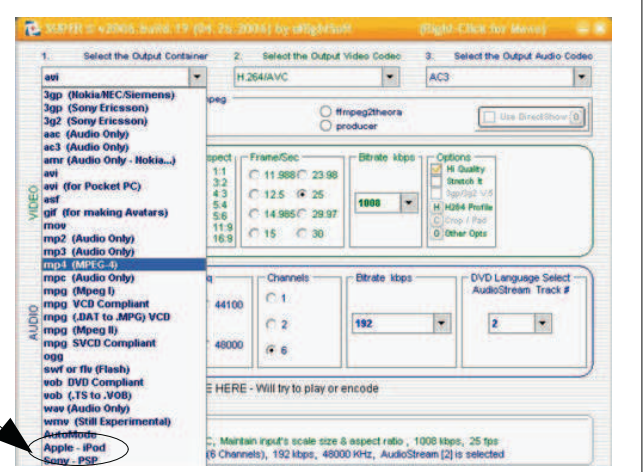 SUPER © v2006.build.19 (04.26.2006) by eRightSoft (Right-Click for Menu)
1. Select the Output Container 2. Select the Output Video Codec 3. Select the Output Audio Codec
avi H.264/AVC AC3
3gp (Nokia/NEC/Siemens)
3gp (Sony Ericsson)
3g2 (Sony Ericsson)
aac (Audio Only)
ac3 (Audio Only)
amr (Audio Only - Nokia...)
avi
avi (for Pocket PC)
asf
gif (for making Avatars)
mov
mp2 (Audio Only)
mp3 (Audio Only)
mp4 (MPEG-4)
mpc (Audio Only)
mpg (Mpeg I)
mpg VCD Compliant
mpg (.DAT to .MPG) VCD
mpg (Mpeg II)
mpg SVCD Compliant
ogg
swf or flv (Flash)
vob DVD Compliant
vob (.TS to .VOB)
wav (Audio Only)
wmv (Still Experimental)
AutoMode
Apple - iPod
Sony - PSP
peg
ffmpeg2theora
producer
Use DirectShow
VIDEO
spect
1:1
3:2
4:3
5:4
5:6
11:9
16:9
Frame/Sec
11.988 23.98
12.5 25
14.985 29.97
15 30
Bitrate kbps
1008
Options
Hi Quality
Stretch It
3gp/3g2 V.5
H H264 Profile
C Crop / Pad
O Other Opts
AUDIO
q
44100
48000
Channels
1
2
6
Bitrate kbps
192
DVD Language Select
AudioStream Track #
2
E HERE - Will try to play or encode
C, Maintain input's scale size & aspect ratio , 1008 kbps, 25 fps
(6 Channels), 192 kbps, 48000 KHz, AudioStream [2] is selected